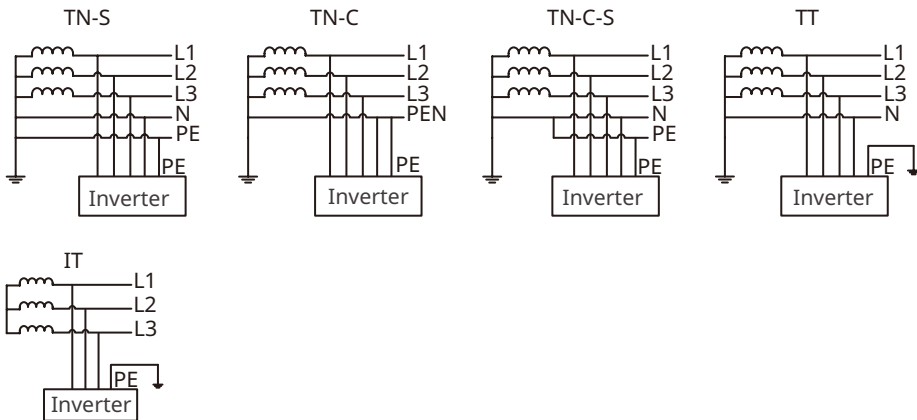 TN-S
L1
L2
L3
N
PE
PE
Inverter
TN-C
L1
L2
L3
PEN
PE
Inverter
TN-C-S
L1
L2
L3
N
PE
PE
Inverter
TT
L1
L2
L3
N
PE
Inverter
IT
L1
L2
L3
PE
Inverter